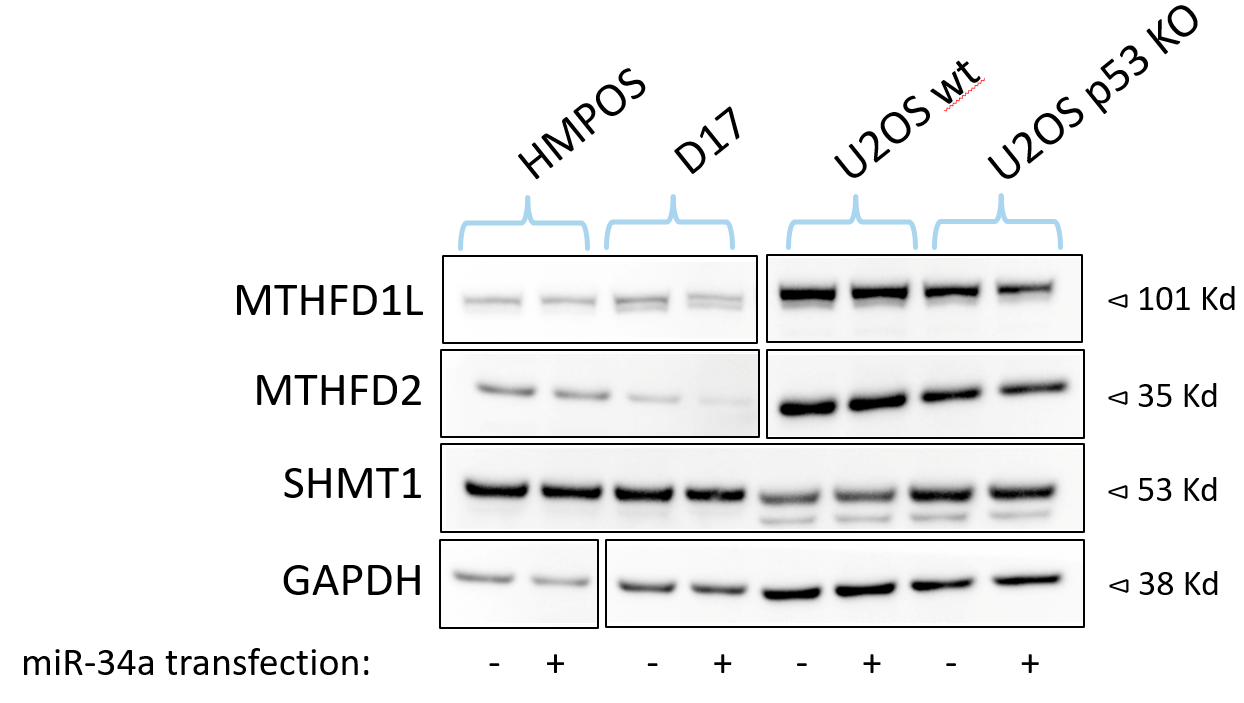 HMPOS
D17
U2OS wt
U2OS p53 KO
MTHFD1L
◅ 101 Kd
MTHFD2
◅ 35 Kd
SHMT1
◅ 53 Kd
GAPDH
◅ 38 Kd
miR-34a transfection: - + - + - + - +